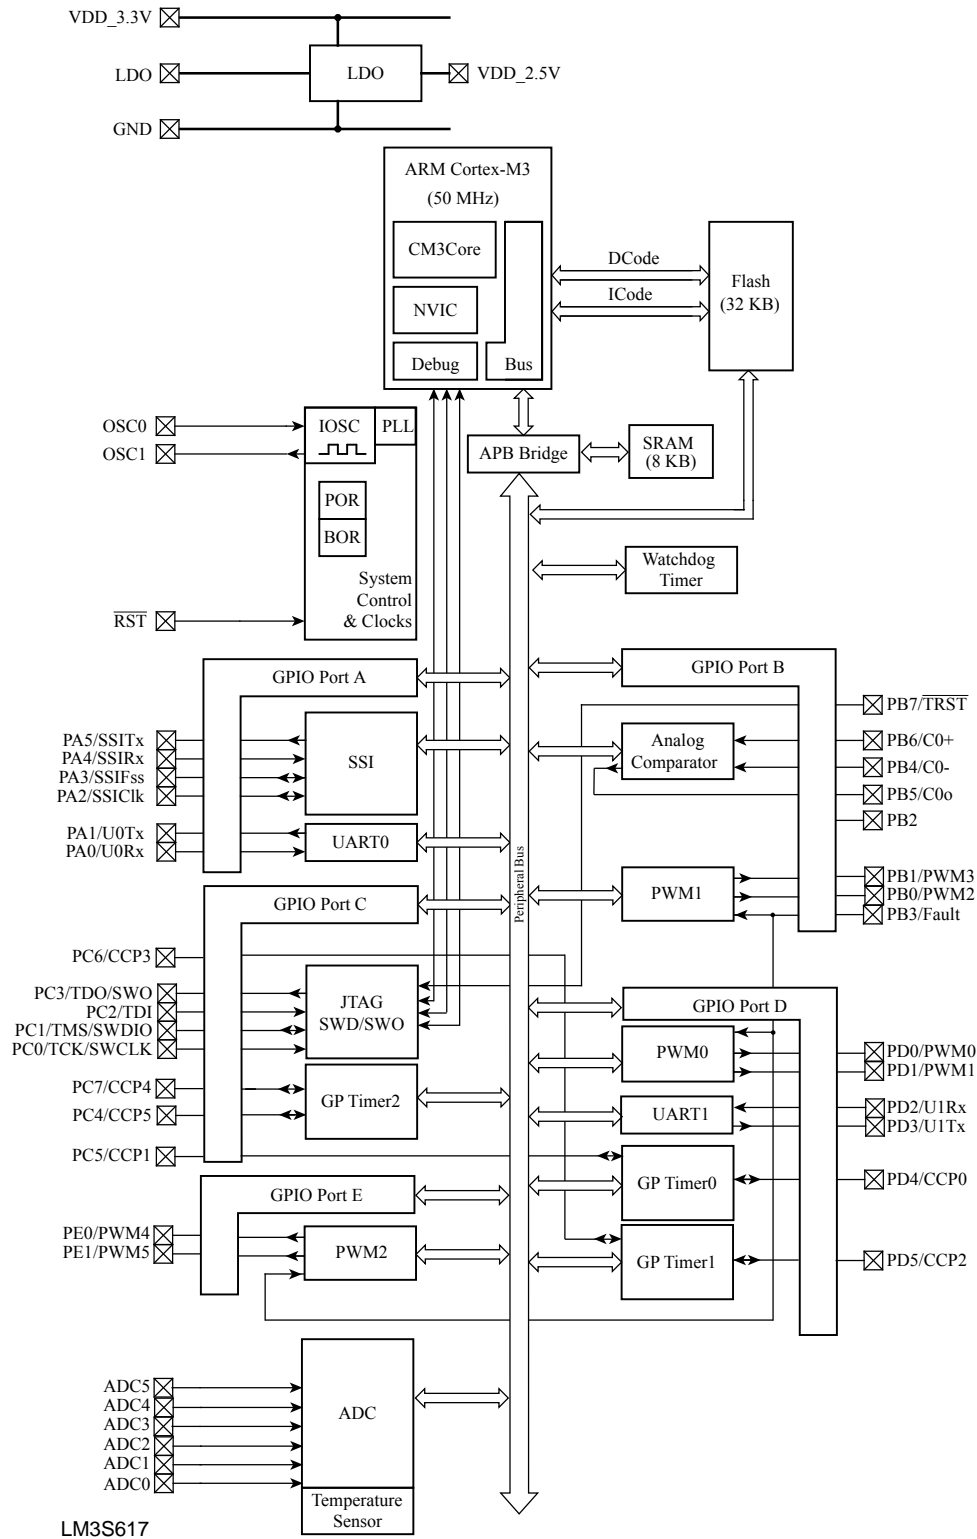 VDD_3.3V
LDO
LDO
VDD_2.5V
GND
ARM Cortex-M3
(50 MHz)
CM3Core
NVIC
Debug
Bus
DCode
ICode
Flash
(32 KB)
OSC0
OSC1
IOSC
PLL
POR
BOR
System
Control
& Clocks
RST
APB Bridge
SRAM
(8 KB)
Watchdog
Timer
Peripheral Bus
GPIO Port A
PA5/SSITx
PA4/SSIRx
PA3/SSIFss
PA2/SSIClk
SSI
PA1/U0Tx
PA0/U0Rx
UART0
GPIO Port B
PB7/TRST
Analog
Comparator
PB6/C0+
PB4/C0-
PB5/C0o
PB2
PWM1
PB1/PWM3
PB0/PWM2
PB3/Fault
GPIO Port C
PC6/CCP3
PC3/TDO/SWO
PC2/TDI
PC1/TMS/SWDIO
PC0/TCK/SWCLK
JTAG
SWD/SWO
PC7/CCP4
PC4/CCP5
GP Timer2
PC5/CCP1
GPIO Port D
PWM0
PD0/PWM0
PD1/PWM1
UART1
PD2/U1Rx
PD3/U1Tx
GP Timer0
PD4/CCP0
GP Timer1
PD5/CCP2
GPIO Port E
PE0/PWM4
PE1/PWM5
PWM2
ADC5
ADC4
ADC3
ADC2
ADC1
ADC0
ADC
Temperature
Sensor
LM3S617